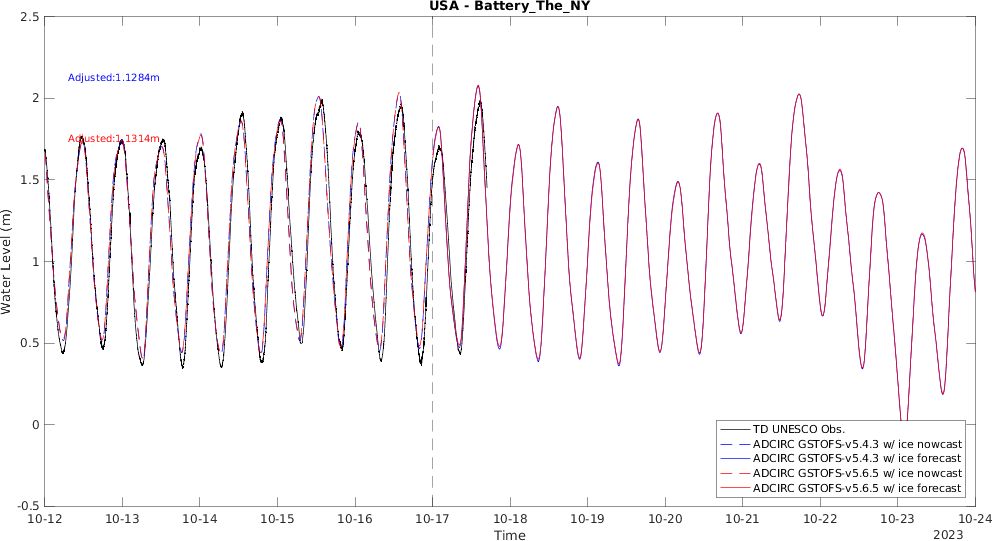 USA - Battery_The_NY
2.5
2
1.5
1
0.5
0
-0.5
Water Level (m)
Adjusted:1.1284m
Adjusted:1.1314m
TD UNESCO Obs.
ADCIRC GSTOFS-v5.4.3 w/ ice nowcast
ADCIRC GSTOFS-v5.4.3 w/ ice forecast
ADCIRC GSTOFS-v5.6.5 w/ ice nowcast
ADCIRC GSTOFS-v5.6.5 w/ ice forecast
10-12 10-13 10-14 10-15 10-16 10-17 10-18 10-19 10-20 10-21 10-22 10-23 10-24
Time
2023